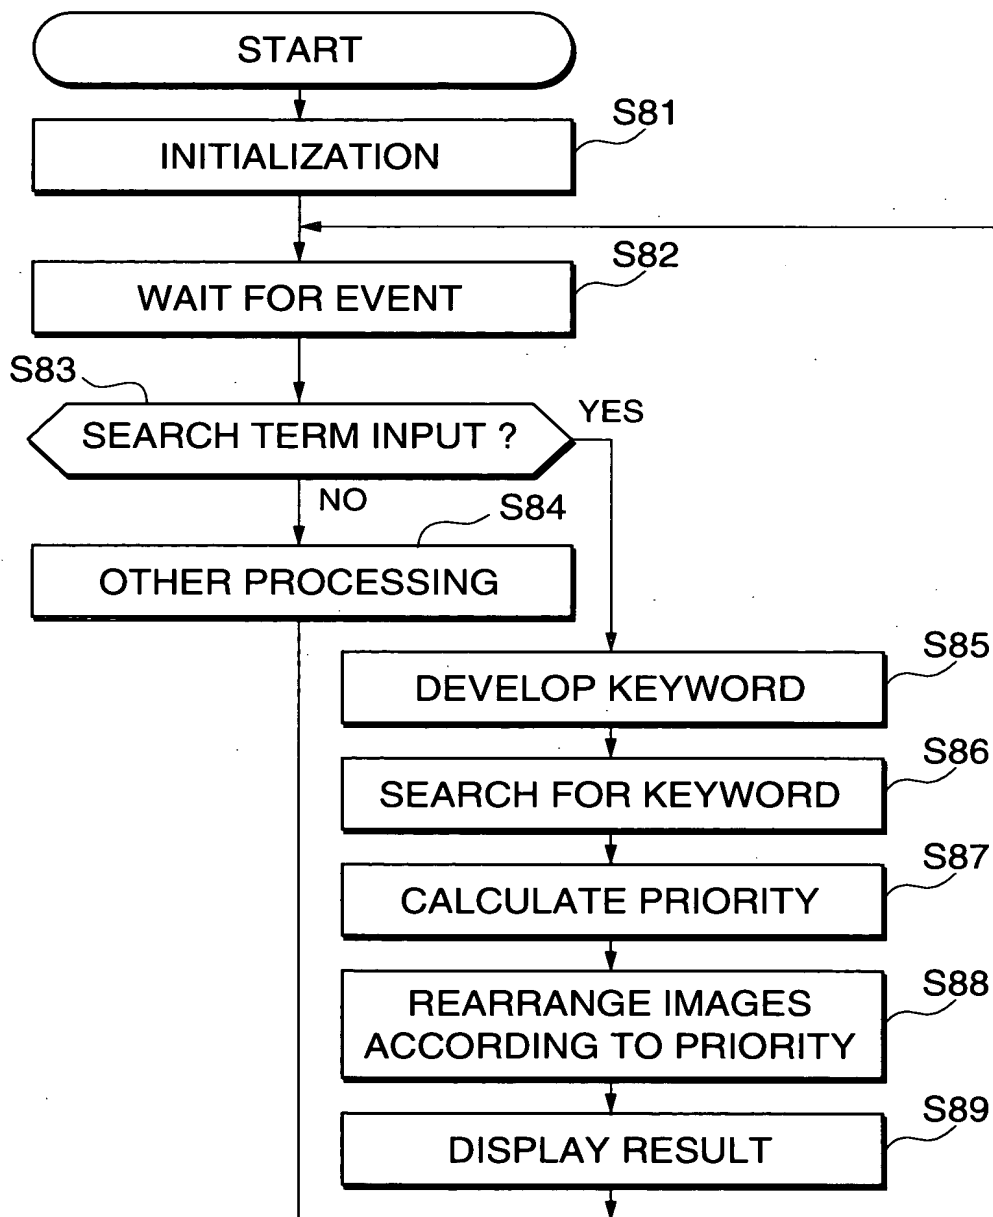 START
S81
INITIALIZATION
S82
WAIT FOR EVENT
S83
SEARCH TERM INPUT ?
YES
NO
S84
OTHER PROCESSING
S85
DEVELOP KEYWORD
S86
SEARCH FOR KEYWORD
S87
CALCULATE PRIORITY
S88
REARRANGE IMAGES
ACCORDING TO PRIORITY
S89
DISPLAY RESULT